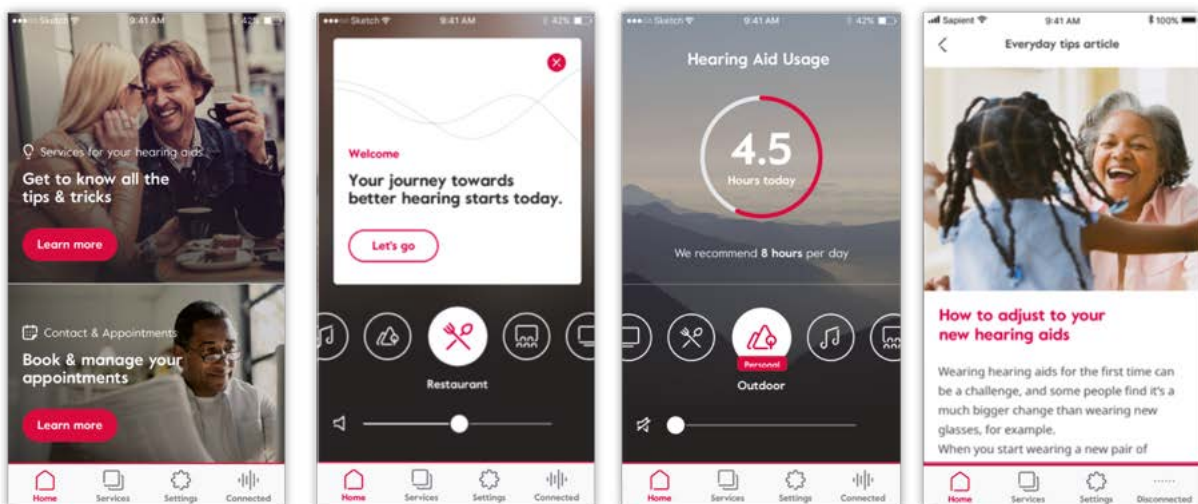 Sketch
9:41 AM
42%
Services for your hearing aids
Get to know all the
tips & tricks
Learn more
Contact & Appointments
Book & manage your
appointments
Learn more
Home
Services
Settings
Connected
Sketch
9:41 AM
42%
Welcome
Your journey towards
better hearing starts today.
Let's go
Restaurant
Home
Services
Settings
Connected
Sketch
9:41 AM
42%
Hearing Aid Usage
4.5
Hours today
We recommend 8 hours per day
Personal
Outdoor
Home
Services
Settings
Connected
Sapient
9:41 AM
100%
Everyday tips article
How to adjust to your
new hearing aids
Wearing hearing aids for the first time can
be a challenge, and some people find it's a
much bigger change than wearing new
glasses, for example.
When you start wearing a new pair of
Home
Services
Settings
Disconnected